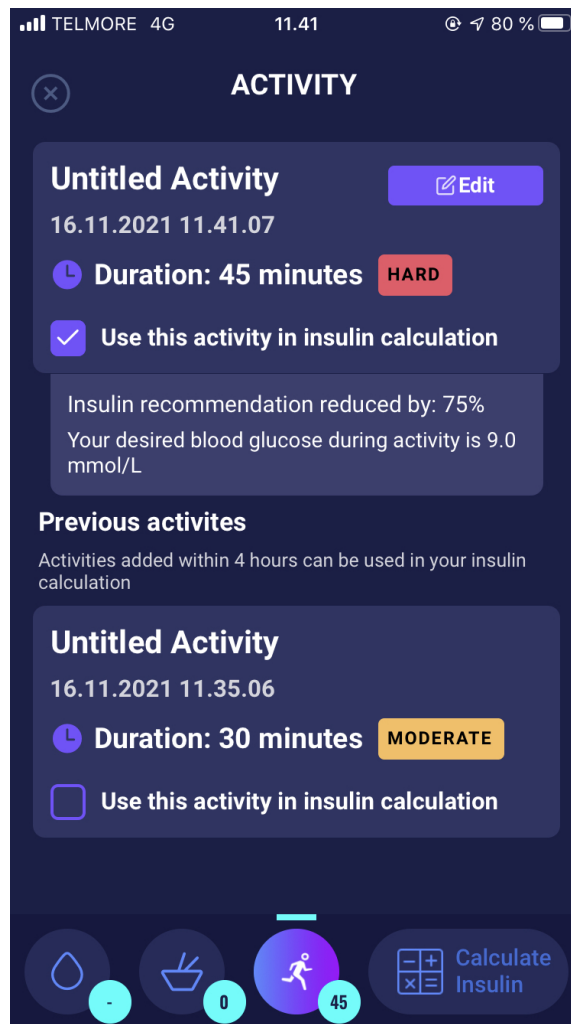 TELMORE 4G 11.41 80 %
ACTIVITY
Untitled Activity
Edit
16.11.2021 11.41.07
Duration: 45 minutes HARD
Use this activity in insulin calculation
Insulin recommendation reduced by: 75%
Your desired blood glucose during activity is 9.0
mmol/L
Previous activites
Activities added within 4 hours can be used in your insulin
calculation
Untitled Activity
16.11.2021 11.35.06
Duration: 30 minutes MODERATE
Use this activity in insulin calculation
Calculate
Insulin
- 0 45